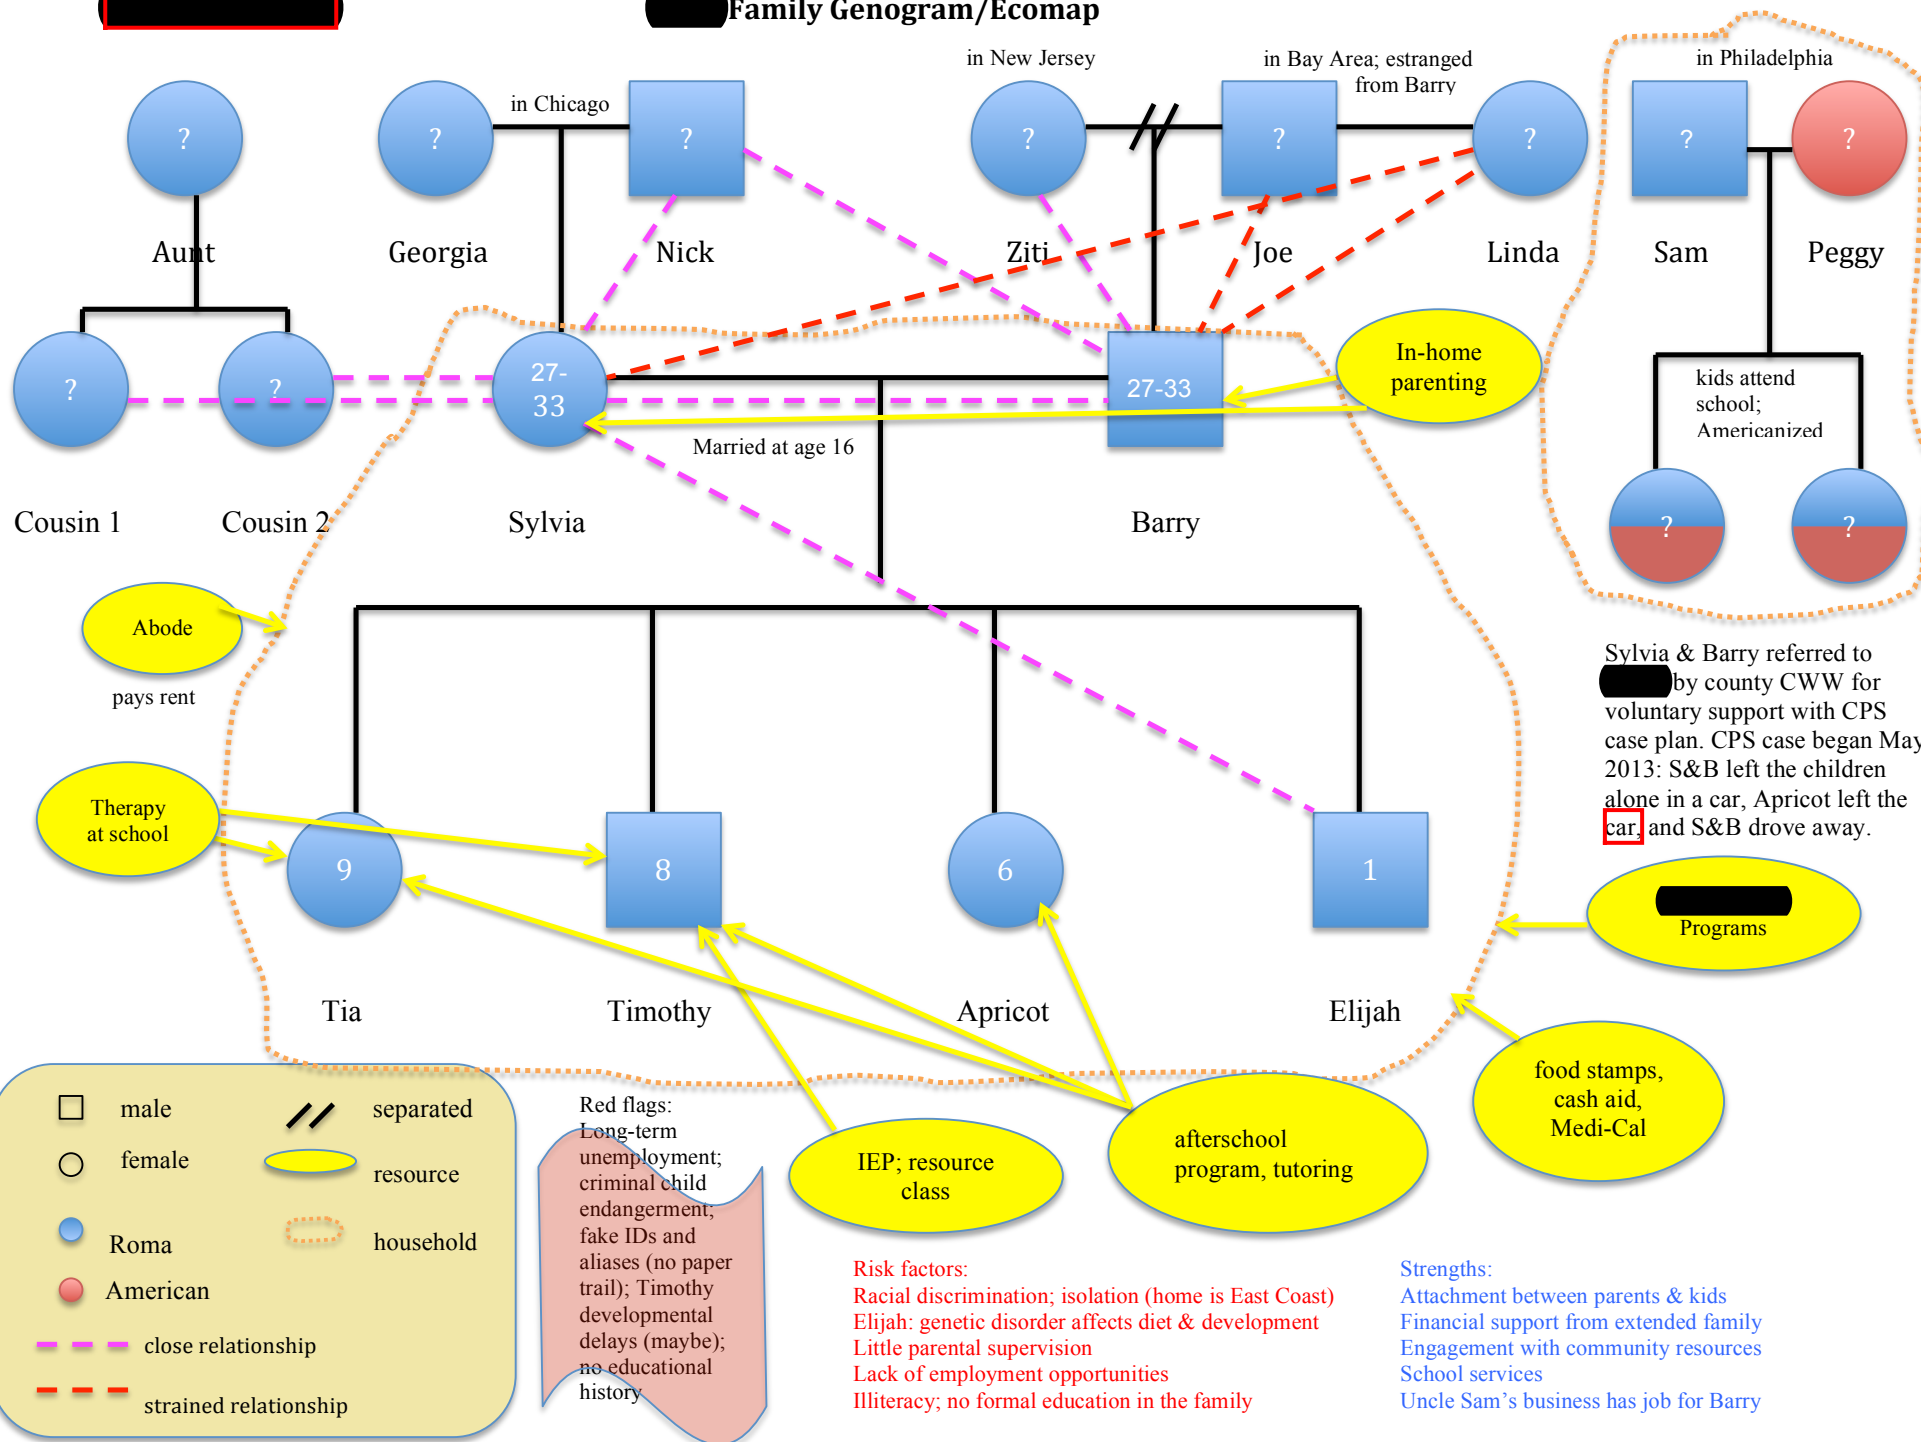 Family Genogram/Ecomap
in New Jersey
in Bay Area; estranged
from Barry
in Philadelphia
in Chicago
?
?
?
?
?
?
?
?
Aunt
Georgia
Nick
Ziti
Joe
Linda
Sam
Peggy
?
?
27-
33
27-33
In-home
parenting
kids attend
school;
Americanized
Married at age 16
Cousin 1
Cousin 2
Sylvia
Barry
?
?
Abode
pays rent
Sylvia & Barry referred to
by county CWW for
voluntary support with CPS
case plan. CPS case began May
2013: S&B left the children
alone in a car, Apricot left the
car, and S&B drove away.
Therapy
at school
9
8
6
1
Programs
Tia
Timothy
Apricot
Elijah
food stamps,
cash aid,
Medi-Cal
male
separated
female
resource
Roma
household
American
close relationship
strained relationship
Red flags:
Long-term
unemployment;
criminal child
endangerment;
fake IDs and
aliases (no paper
trail); Timothy
developmental
delays (maybe);
no educational
history
IEP; resource
class
afterschool
program, tutoring
Risk factors:
Racial discrimination; isolation (home is East Coast)
Elijah: genetic disorder affects diet & development
Little parental supervision
Lack of employment opportunities
Illiteracy; no formal education in the family
Strengths:
Attachment between parents & kids
Financial support from extended family
Engagement with community resources
School services
Uncle Sam's business has job for Barry